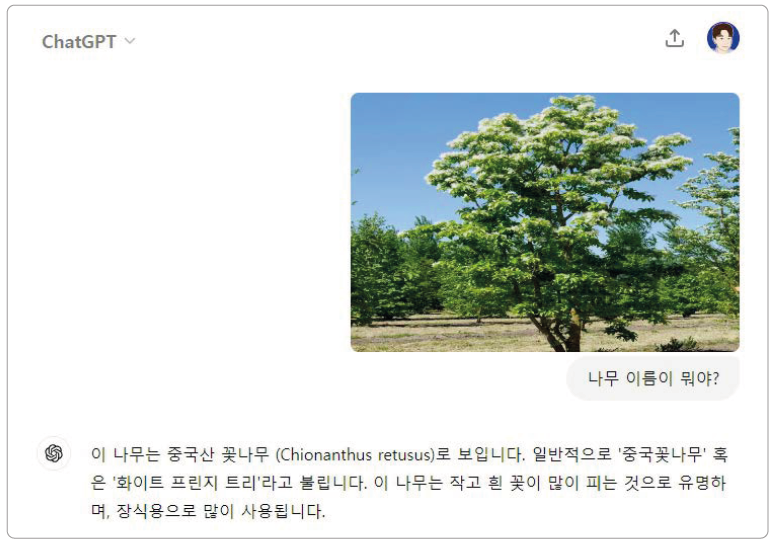 ChatGPT
나무 이름이 뭐야?
이 나무는 중국산 꽃나무 (Chionanthus retusus)로 보입니다. 일반적으로 '중국꽃나무' 혹
은 '화이트 프린지 트리'라고 불립니다. 이 나무는 작고 흰 꽃이 많이 피는 것으로 유명하
며, 장식용으로 많이 사용됩니다.